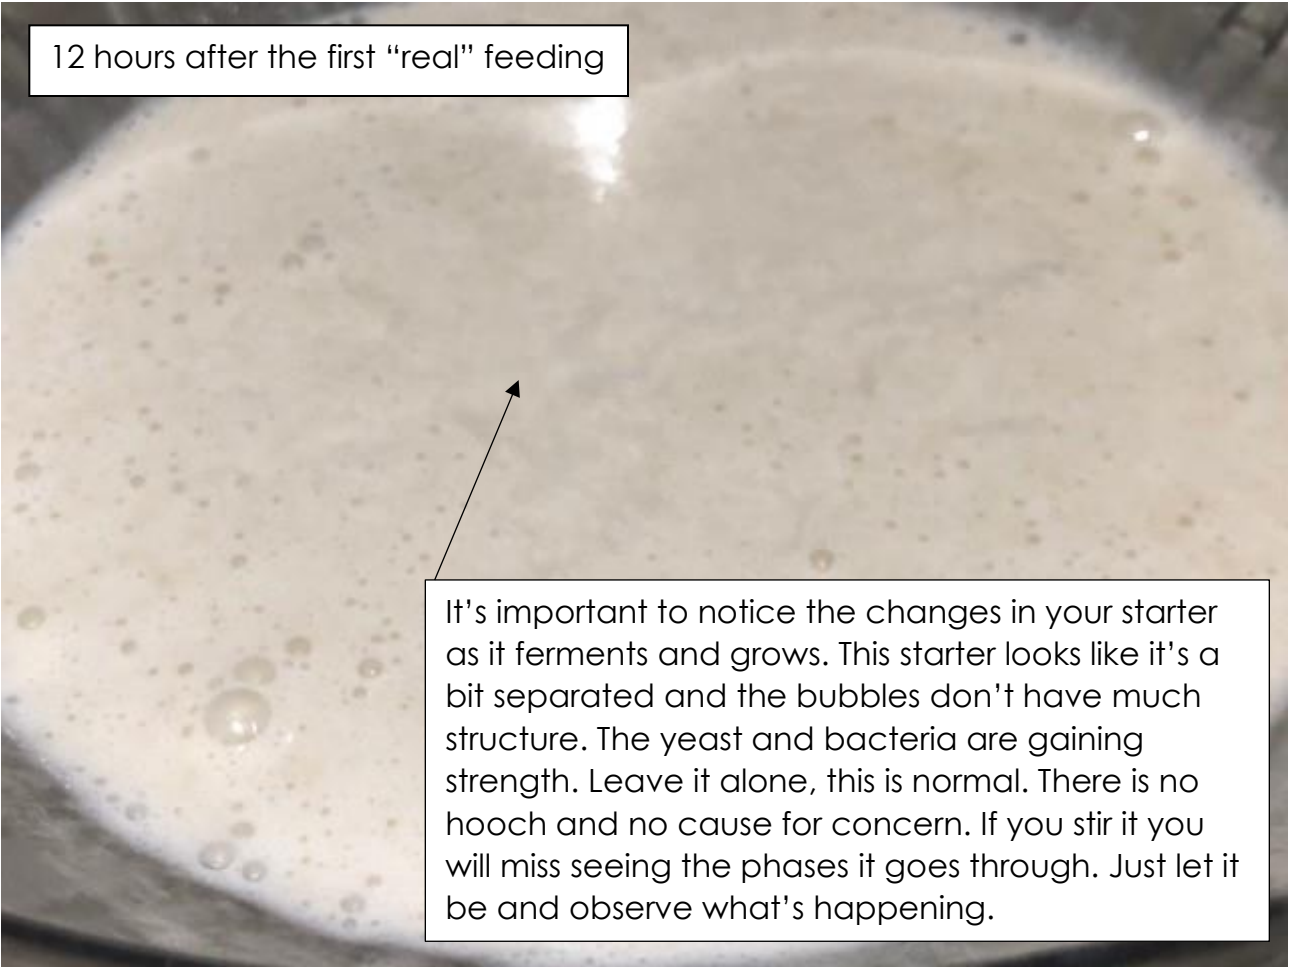 12 hours after the first “real” feeding
It’s important to notice the changes in your starter
as it ferments and grows. This starter looks like it’s a
bit separated and the bubbles don’t have much
structure. The yeast and bacteria are gaining
strength. Leave it alone, this is normal. There is no
hooch and no cause for concern. If you stir it you
will miss seeing the phases it goes through. Just let it
be and observe what’s happening.